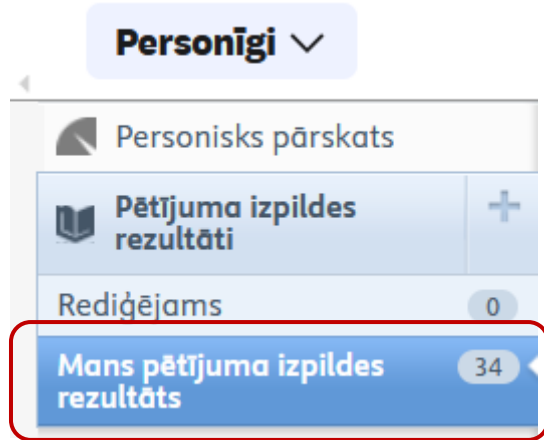 Personīgi
Personisks pārskats
Pētījuma izpildes
rezultāti
Rediģējams 0
Mans pētījuma izpildes 34
rezultāts